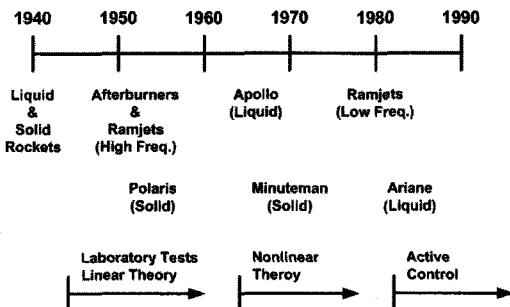 1940 1950 1960 1970 1980 1990
Liquid
&
Solid
Rockets
Afterburners
&
Ramjets
(High Freq.)
Apollo
(Liquid)
Ramjets
(Low Freq.)
Polaris
(Solid)
Minuteman
(Solid)
Ariane
(Liquid)
Laboratory Tests
Linear Theory
Nonlinear
Theroy
Active
Control